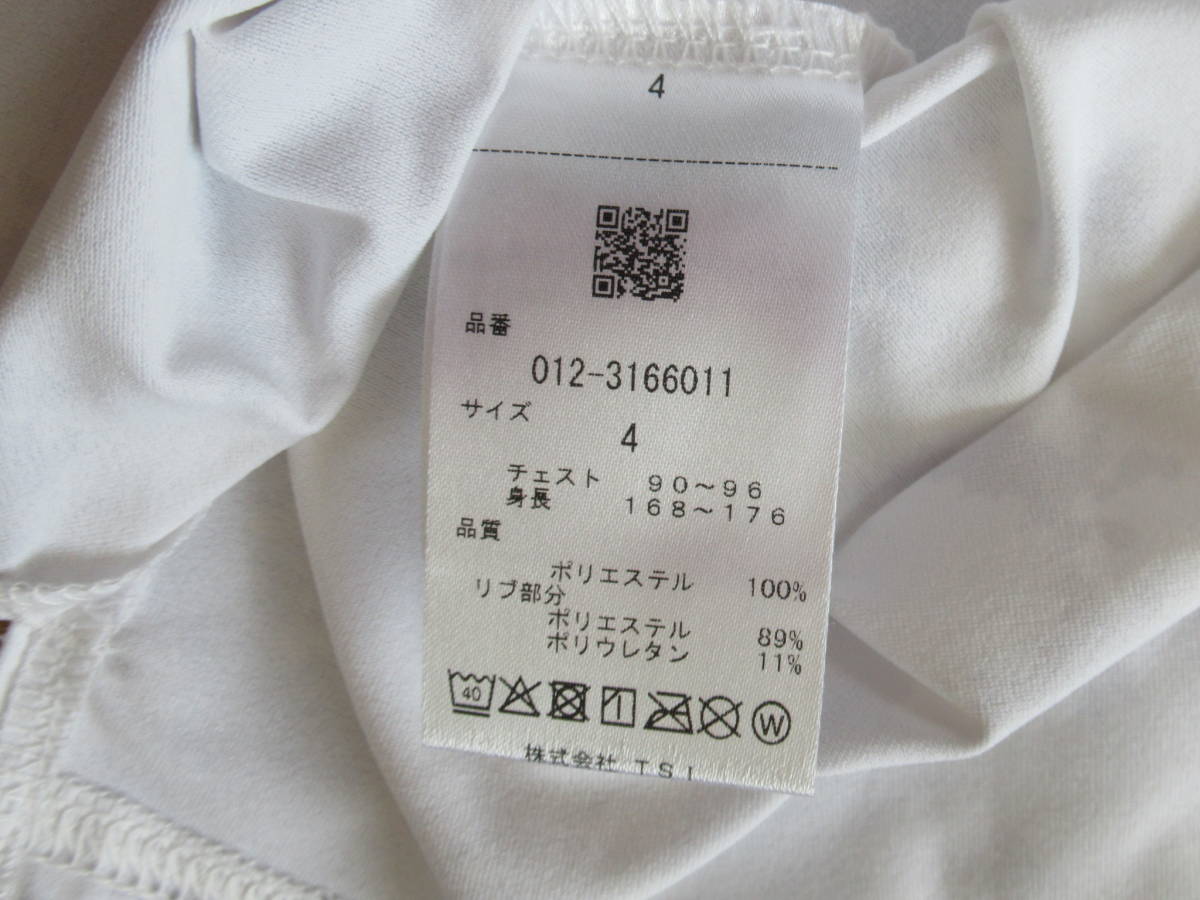 4
品番
012-3166011
サイズ
4
チェスト 90～96
身長 168～176
品質
ポリエステル 100%
リブ部分
ポリエステル 89%
ポリウレタン 11%
40 W
株式会社 TSI